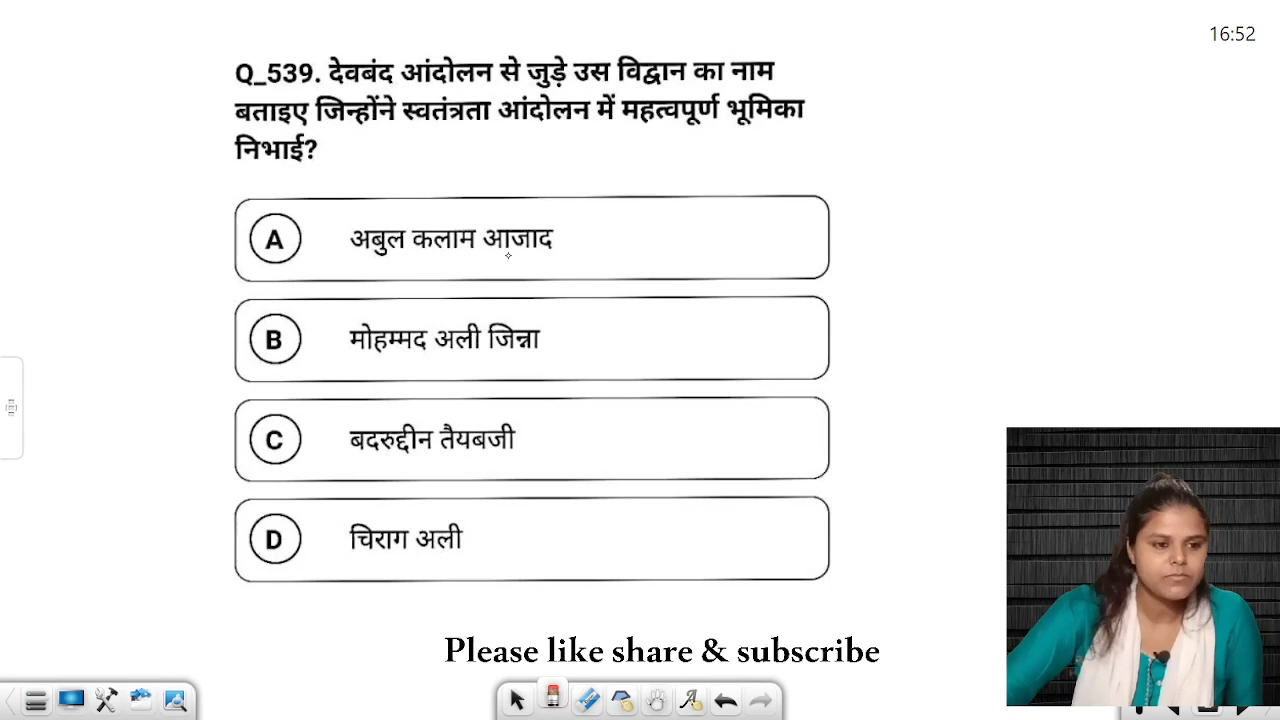 16:52
Q_539. देवबंद आंदोलन से जुड़े उस विद्वान का नाम
बताइए जिन्होंने स्वतंत्रता आंदोलन में महत्वपूर्ण भूमिका
निभाई?
A अबुल कलाम आजाद
B मोहम्मद अली जिन्ना
C बदरुद्दीन तैयबजी
D चिराग अली
Please like share & subscribe